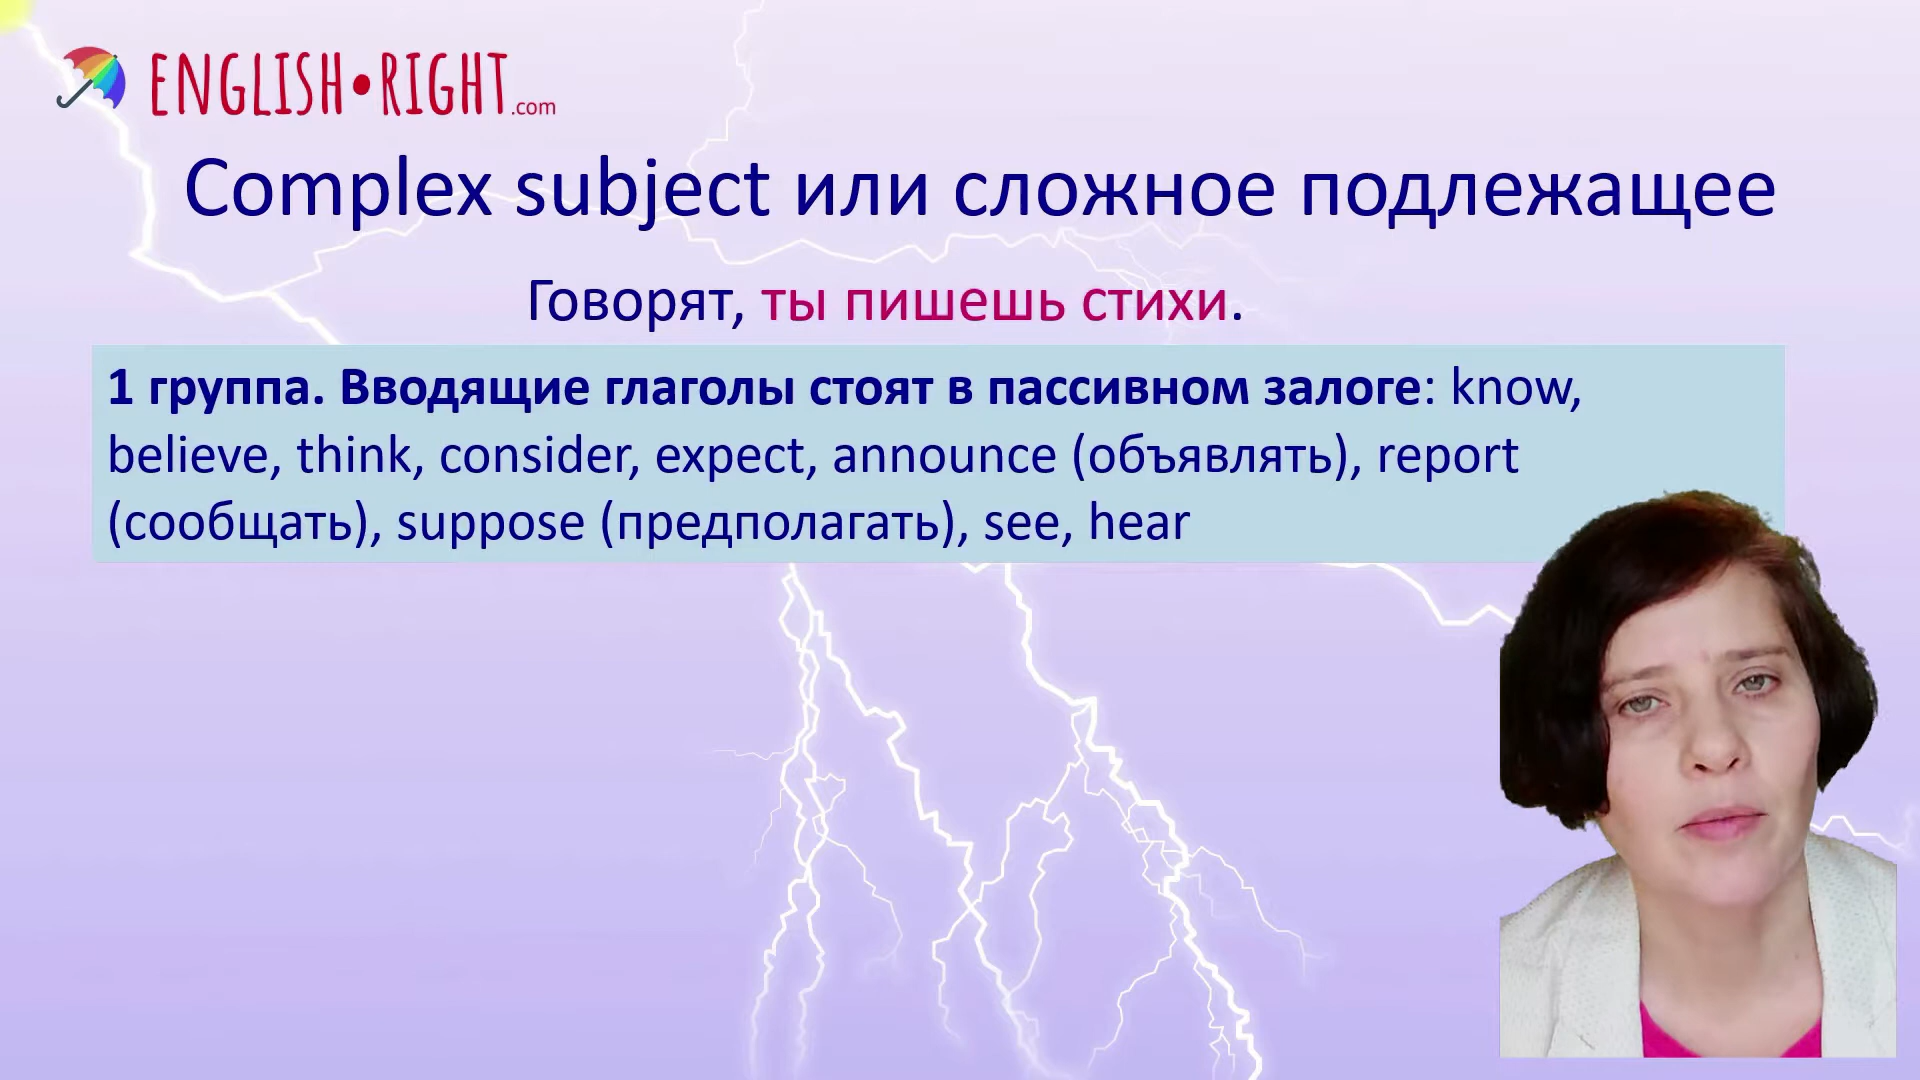 ENGLISH•RIGHT.com
Complex subject или сложное подлежащее
Говорят, ты пишешь стихи.
1 группа. Вводящие глаголы стоят в пассивном залоге: know,
believe, think, consider, expect, announce (объявлять), report
(сообщать), suppose (предполагать), see, hear